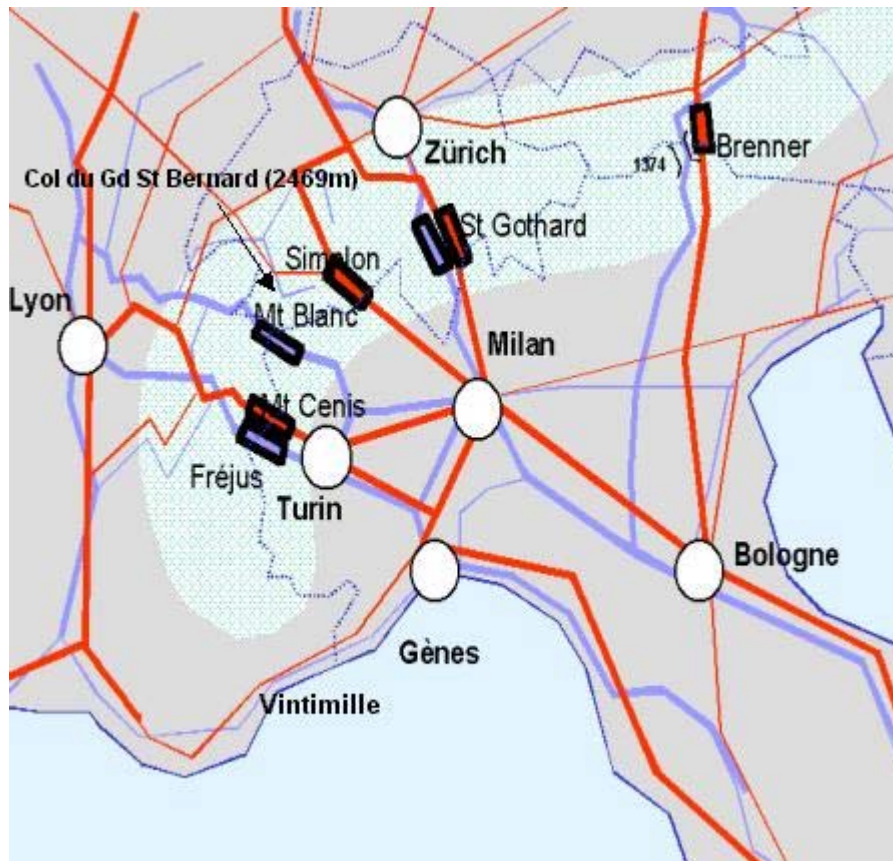 Zürich
Brenner
1374
Col du Gd St Bernard (2469m)
St Gothard
Simplon
Lyon
Mt Blanc
Milan
Mt Cenis
Fréjus
Turin
Bologne
Gènes
Vintimille